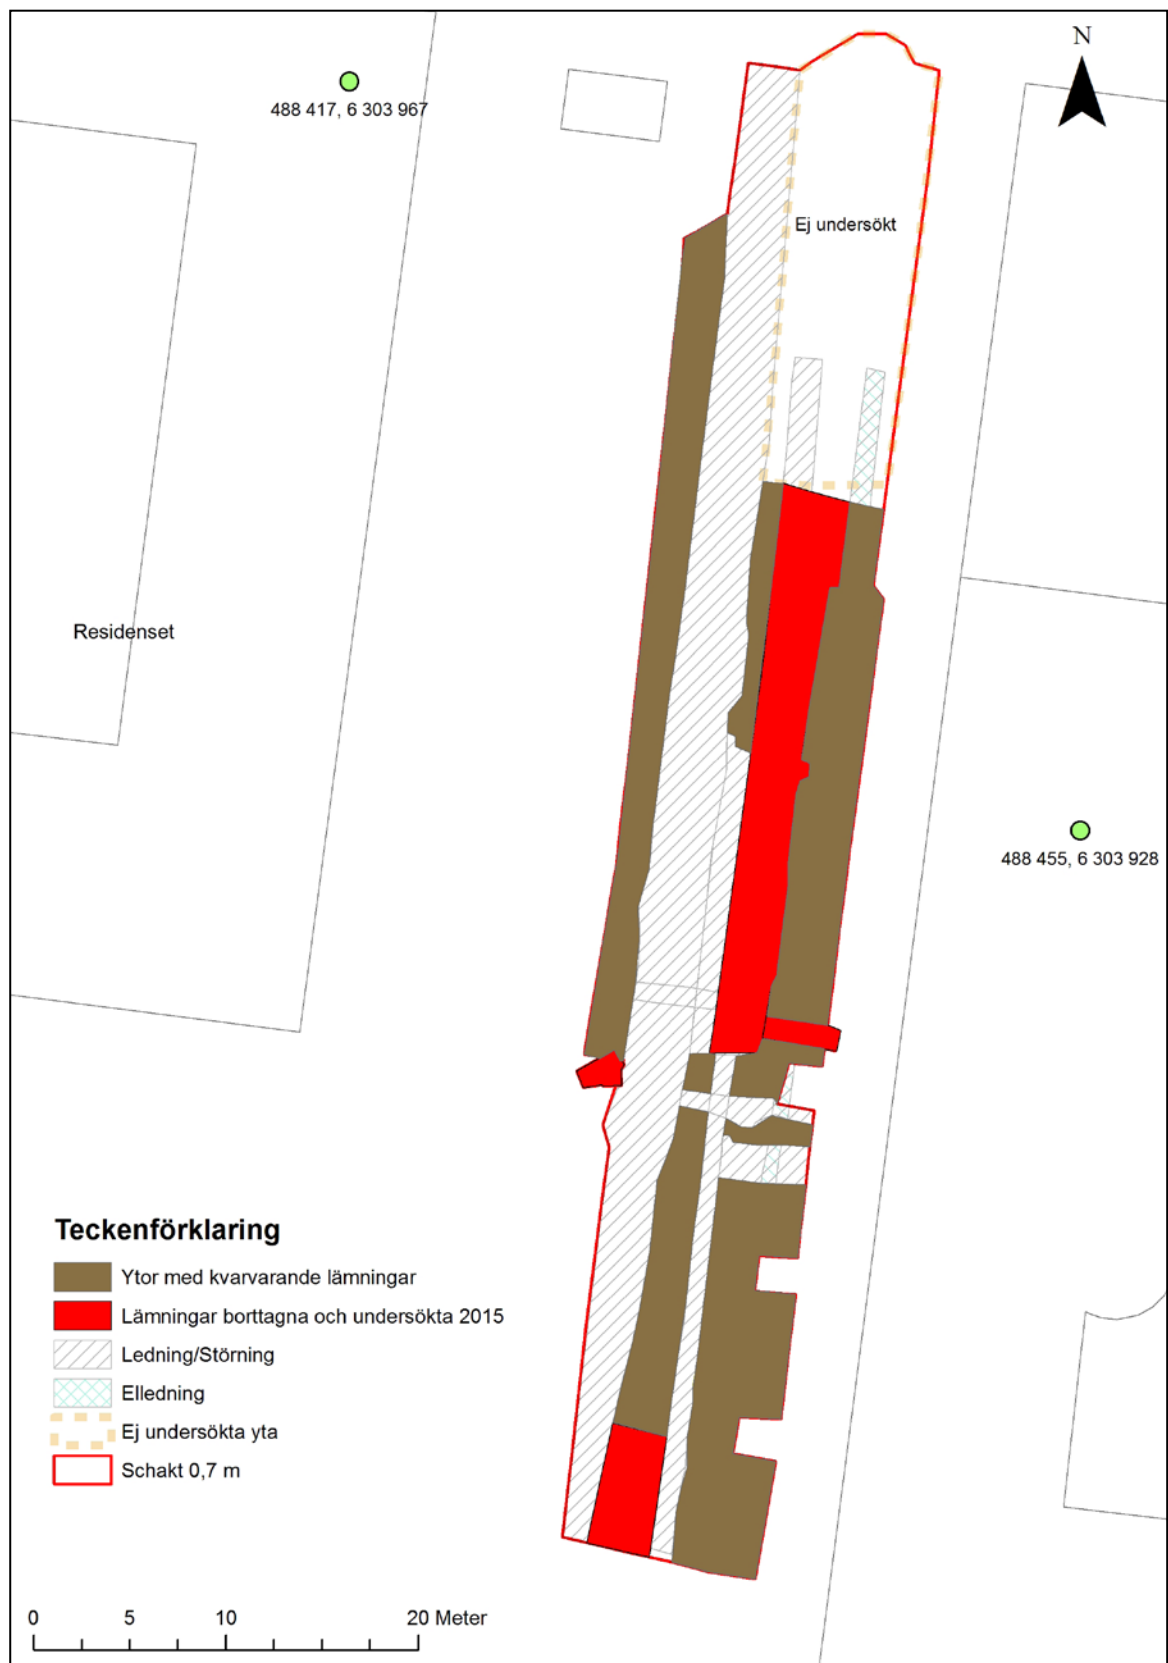 N
488 417, 6 303 967
Ej undersökt
Residenset
488 455, 6 303 928
Teckenförklaring
Ytor med kvarvarande lämningar
Lämningar borttagna och undersökta 2015
Ledning/Störning
Elledning
Ej undersökta yta
Schakt 0,7 m
0 5 10 20 Meter